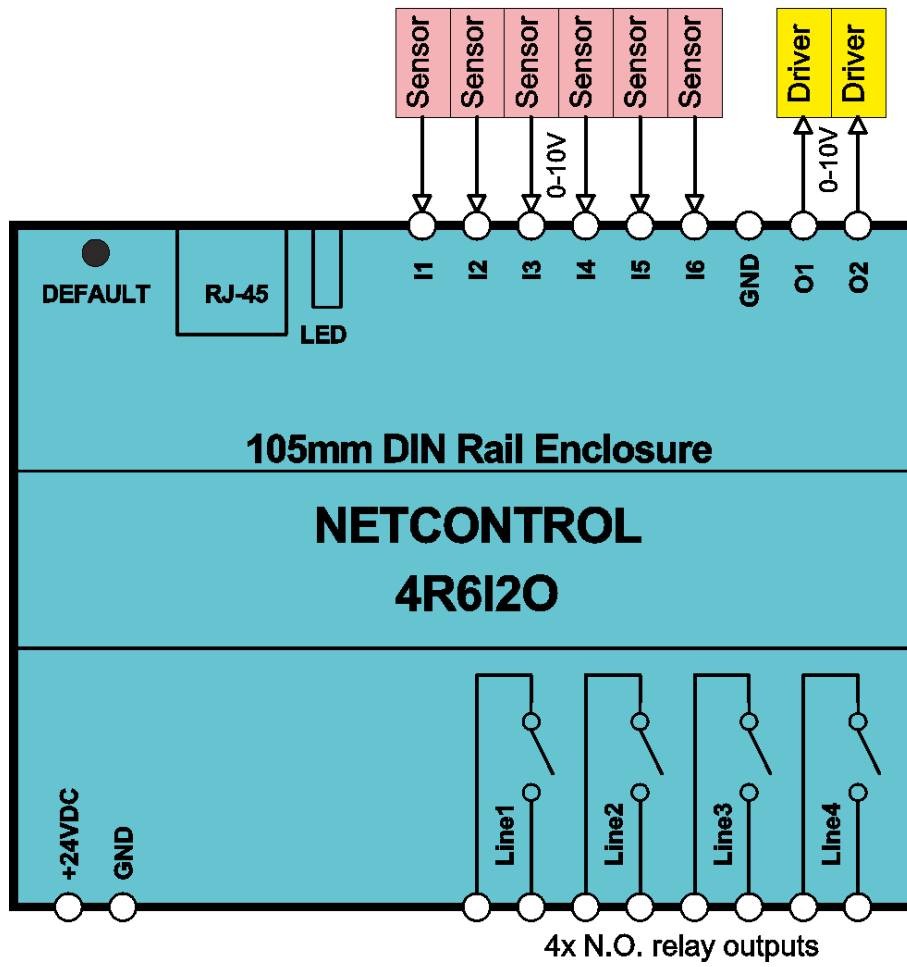 Sensor
Sensor
Sensor
Sensor
Sensor
Sensor
Driver
Driver
0-10V
0-10V
I1
I2
I3
I4
I5
I6
GND
O1
O2
DEFAULT
RJ-45
LED
105mm DIN Rail Enclosure
NETCONTROL
4R6I2O
+24VDC
GND
Line1
Line2
Line3
LIne4
4x N.O. relay outputs